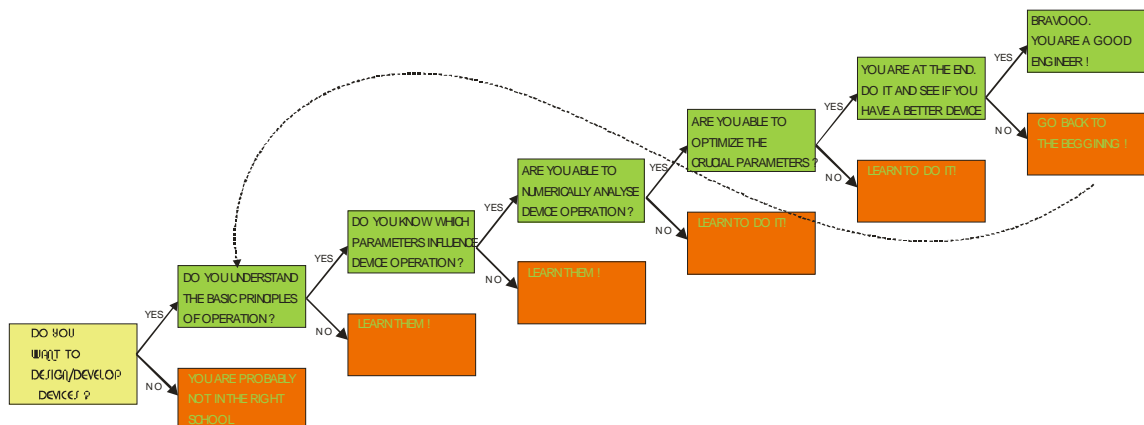 DO YOU
WANT TO
DESIGN/DEVELOP
DEVICES ?
YES
NO
DO YOU UNDERSTAND
THE BASIC PRINCIPLES
OF OPERATION ?
YOU ARE PROBABLY
NOT IN THE RIGHT
SCHOOL
YES
NO
DO YOU KNOW WHICH
PARAMETERS INFLUENCE
DEVICE OPERATION ?
LEARN THEM !
YES
NO
ARE YOU ABLE TO
NUMERICALLY ANALYSE
DEVICE OPERATION ?
LEARN THEM !
YES
NO
ARE YOU ABLE TO
OPTIMIZE THE
CRUCIAL PARAMETERS ?
LEARN TO DO IT!
YES
NO
YOU ARE AT THE END.
DO IT AND SEE IF YOU
HAVE A BETTER DEVICE
LEARN TO DO IT!
YES
NO
BRAVOOO.
YOU ARE A GOOD
ENGINEER !
GO BACK TO
THE BEGGINING !